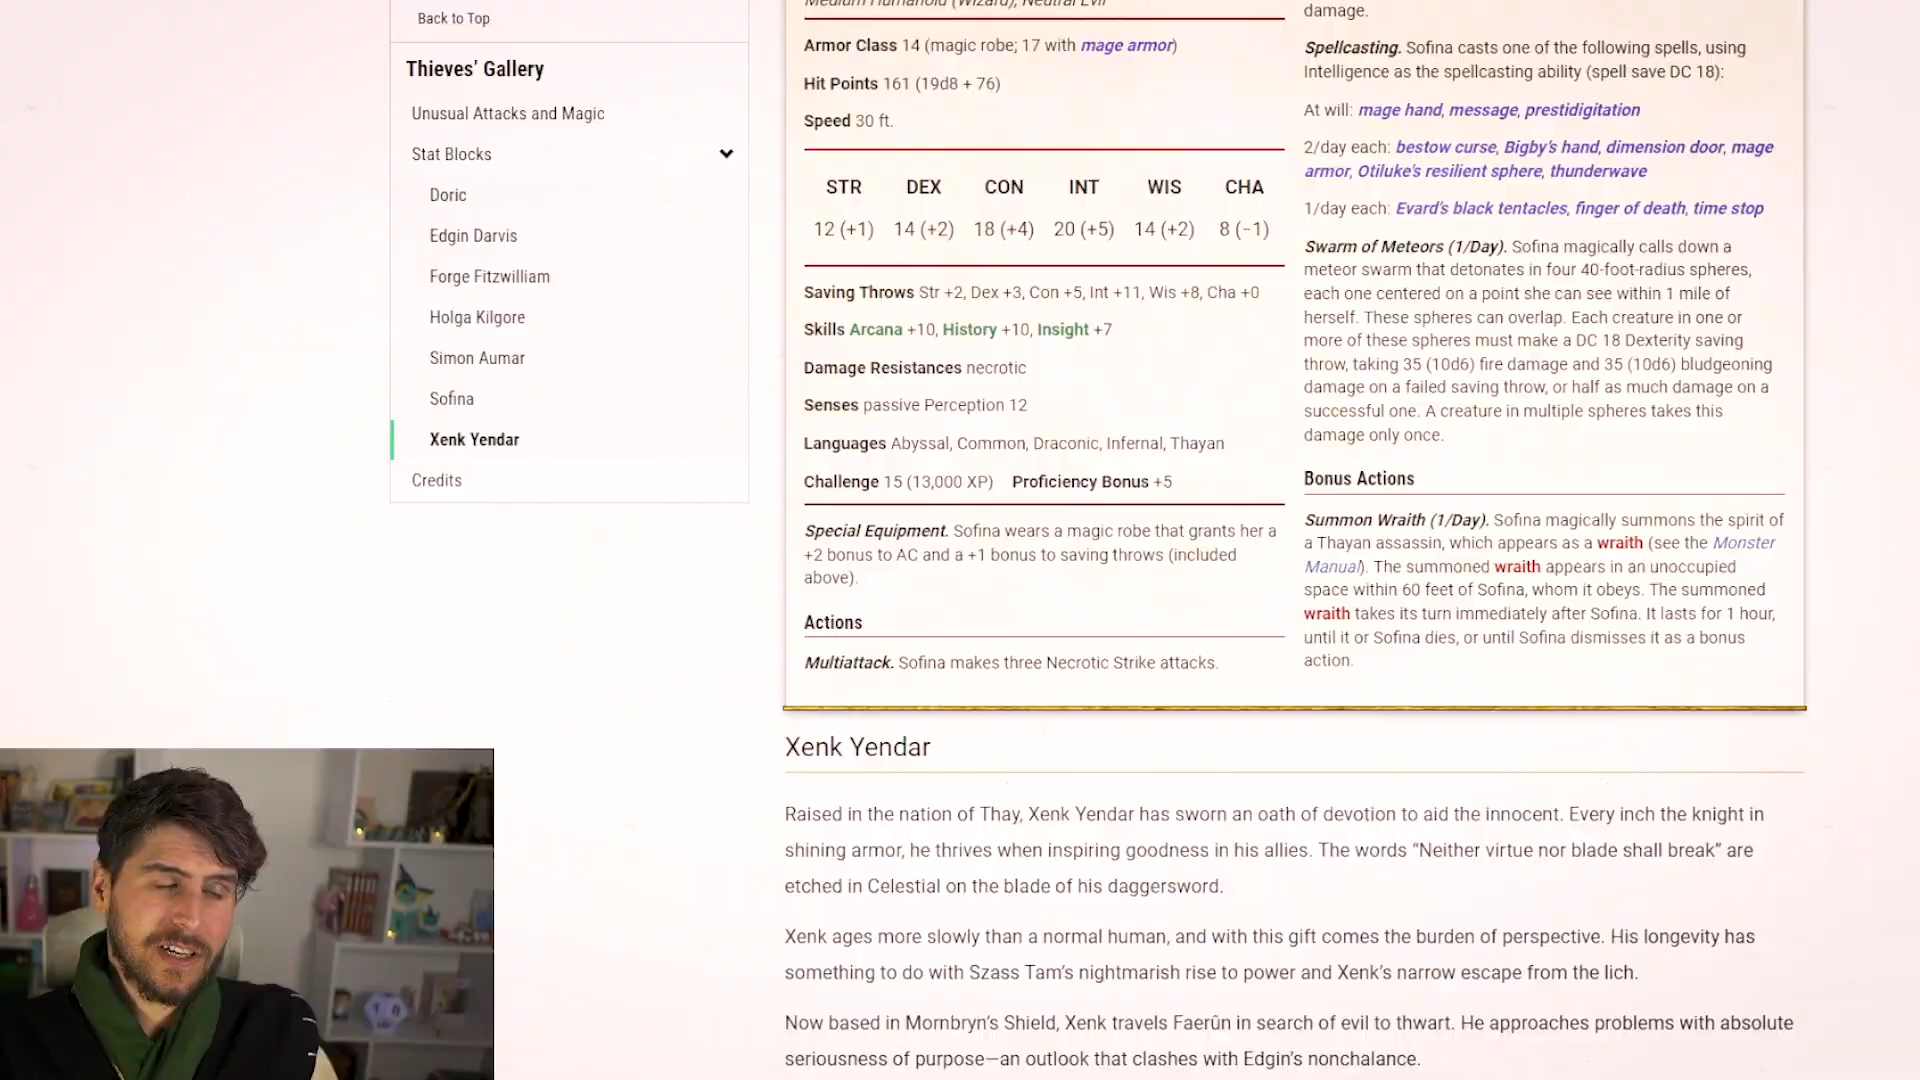 Back to Top
Thieves’ Gallery
Unusual Attacks and Magic
Stat Blocks
Doric
Edgin Darvis
Forge Fitzwilliam
Holga Kilgore
Simon Aumar
Sofina
Xenk Yendar
Credits
Medium Humanoid (Wizard), Neutral Evil
Armor Class 14 (magic robe; 17 with mage armor)
Hit Points 161 (19d8 + 76)
Speed 30 ft.
STR DEX CON INT WIS CHA
12 (+1) 14 (+2) 18 (+4) 20 (+5) 14 (+2) 8 (−1)
Saving Throws Str +2, Dex +3, Con +5, Int +11, Wis +8, Cha +0
Skills Arcana +10, History +10, Insight +7
Damage Resistances necrotic
Senses passive Perception 12
Languages Abyssal, Common, Draconic, Infernal, Thayan
Challenge 15 (13,000 XP) Proficiency Bonus +5
Special Equipment. Sofina wears a magic robe that grants her a
+2 bonus to AC and a +1 bonus to saving throws (included
above).
Actions
Multiattack. Sofina makes three Necrotic Strike attacks.
damage.
Spellcasting. Sofina casts one of the following spells, using
Intelligence as the spellcasting ability (spell save DC 18):
At will: mage hand, message, prestidigitation
2/day each: bestow curse, Bigby’s hand, dimension door, mage
armor, Otiluke’s resilient sphere, thunderwave
1/day each: Evard’s black tentacles, finger of death, time stop
Swarm of Meteors (1/Day). Sofina magically calls down a
meteor swarm that detonates in four 40-foot-radius spheres,
each one centered on a point she can see within 1 mile of
herself. These spheres can overlap. Each creature in one or
more of these spheres must make a DC 18 Dexterity saving
throw, taking 35 (10d6) fire damage and 35 (10d6) bludgeoning
damage on a failed saving throw, or half as much damage on a
successful one. A creature in multiple spheres takes this
damage only once.
Bonus Actions
Summon Wraith (1/Day). Sofina magically summons the spirit of
a Thayan assassin, which appears as a wraith (see the Monster
Manual). The summoned wraith appears in an unoccupied
space within 60 feet of Sofina, whom it obeys. The summoned
wraith takes its turn immediately after Sofina. It lasts for 1 hour,
until it or Sofina dies, or until Sofina dismisses it as a bonus
action.
Xenk Yendar
Raised in the nation of Thay, Xenk Yendar has sworn an oath of devotion to aid the innocent. Every inch the knight in
shining armor, he thrives when inspiring goodness in his allies. The words “Neither virtue nor blade shall break” are
etched in Celestial on the blade of his daggersword.
Xenk ages more slowly than a normal human, and with this gift comes the burden of perspective. His longevity has
something to do with Szass Tam’s nightmarish rise to power and Xenk’s narrow escape from the lich.
Now based in Mornbryn’s Shield, Xenk travels Faerûn in search of evil to thwart. He approaches problems with absolute
seriousness of purpose—an outlook that clashes with Edgin’s nonchalance.